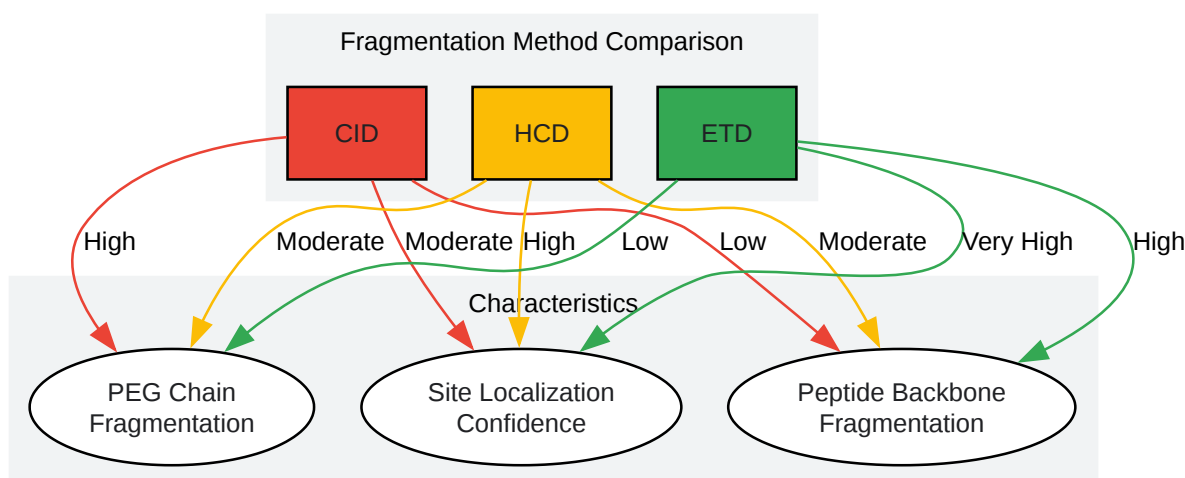 Fragmentation Method Comparison
CID
HCD
ETD
High
Moderate
Moderate
High
Low
Low
Moderate
Very High
High
Characteristics
PEG Chain
Fragmentation
Site Localization
Confidence
Peptide Backbone
Fragmentation